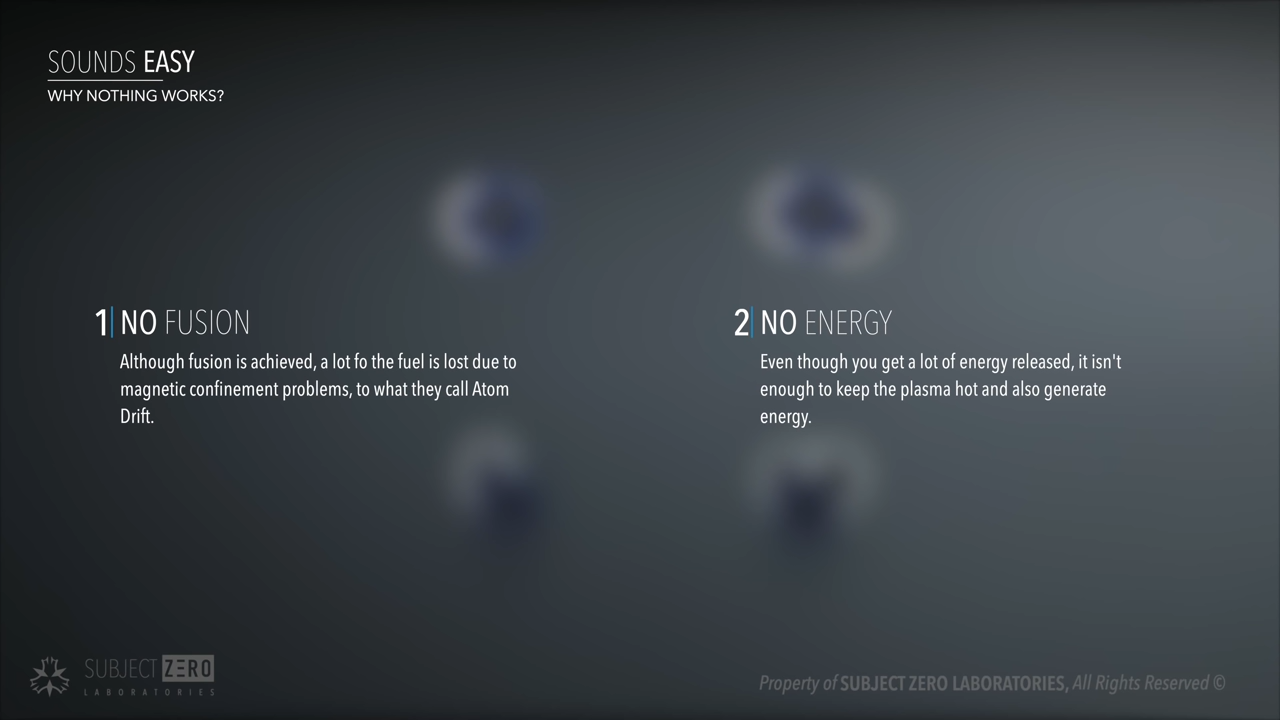 SOUNDS EASY
WHY NOTHING WORKS?
1 NO FUSION
Although fusion is achieved, a lot fo the fuel is lost due to
magnetic confinement problems, to what they call Atom
Drift.
2 NO ENERGY
Even though you get a lot of energy released, it isn't
enough to keep the plasma hot and also generate
energy.
SUBJECT ZERO
LABORATORIES
Property of SUBJECT ZERO LABORATORIES, All Rights Reserved ©